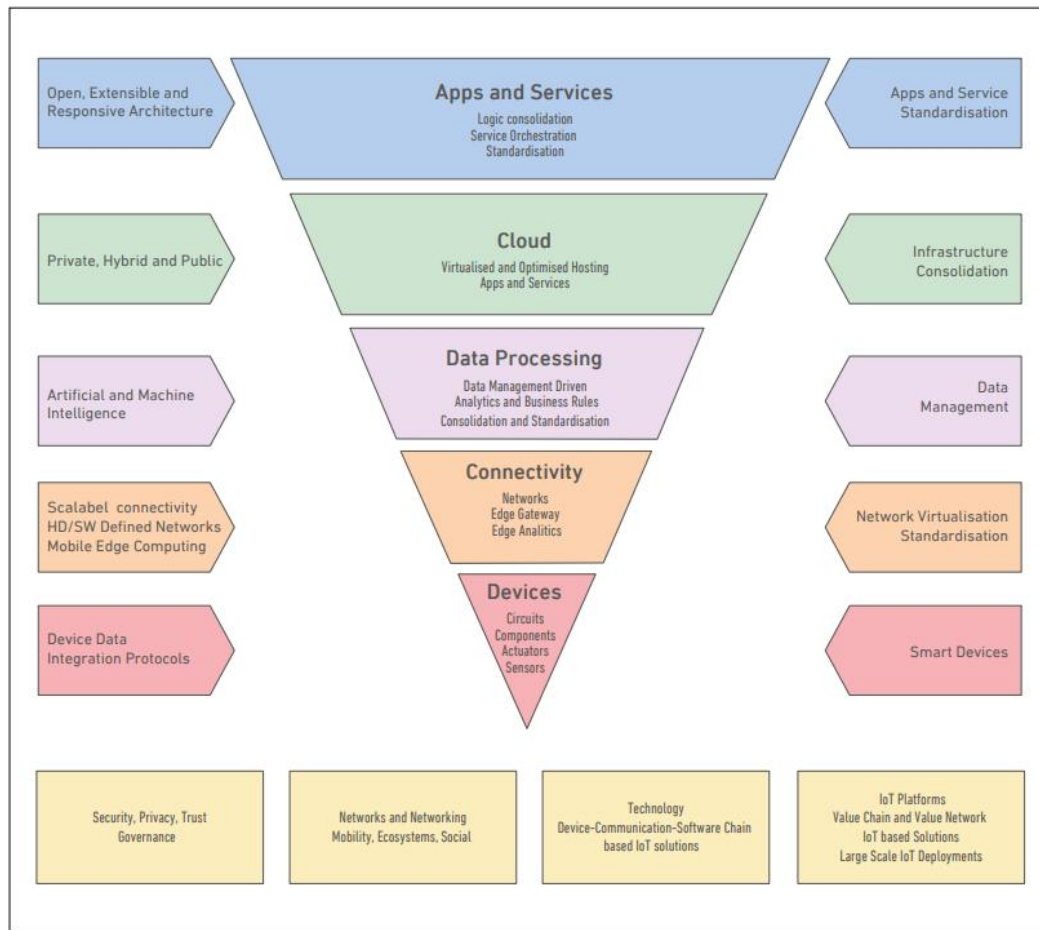 Open, Extensible and
Responsive Architecture
Apps and Services
Logic consolidation
Service Orchestration
Standardisation
Apps and Service
Standardisation
Private, Hybrid and Public
Cloud
Virtualised and Optimised Hosting
Apps and Services
Infrastructure
Consolidation
Artificial and Machine
Intelligence
Data Processing
Data Management Driven
Analytics and Business Rules
Consolidation and Standardisation
Data
Management
Scalabel connectivity
HD/SW Defined Networks
Mobile Edge Computing
Connectivity
Networks
Edge Gateway
Edge Analitics
Network Virtualisation
Standardisation
Device Data
Integration Protocols
Devices
Circuits
Components
Actuators
Sensors
Smart Devices
Security, Privacy, Trust
Governance
Networks and Networking
Mobility, Ecosystems, Social
Technology
Device-Communication-Software Chain
based IoT solutions
IoT Platforms
Value Chain and Value Network
IoT based Solutions
Large Scale IoT Deployments